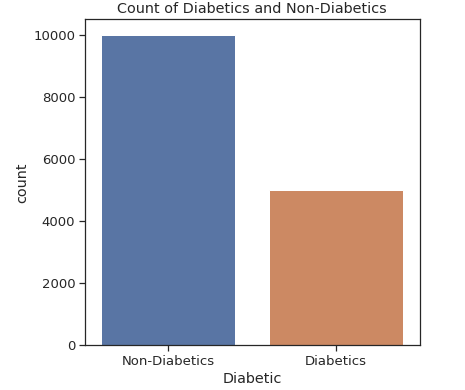 Count of Diabetics and Non-Diabetics
10000
8000
6000
4000
2000
0
count
Non-Diabetics
Diabetics
Diabetic